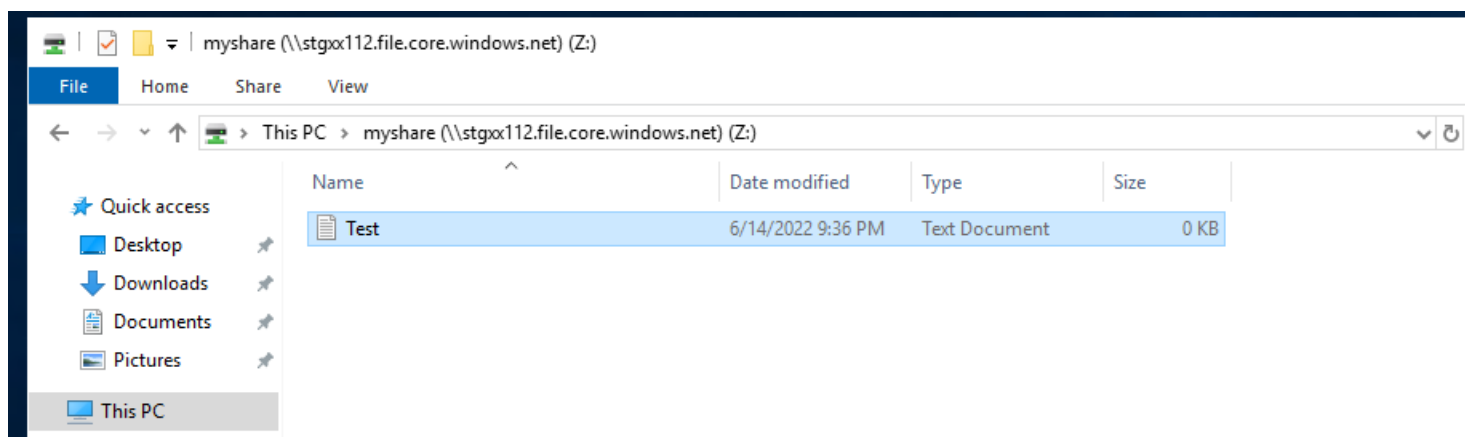 myshare (\\stgxx112.file.core.windows.net) (Z:)
File Home Share View
This PC > myshare (\\stgxx112.file.core.windows.net) (Z:)
Name Date modified Type Size
Quick access
Test 6/14/2022 9:36 PM Text Document 0 KB
Desktop
Downloads
Documents
Pictures
This PC